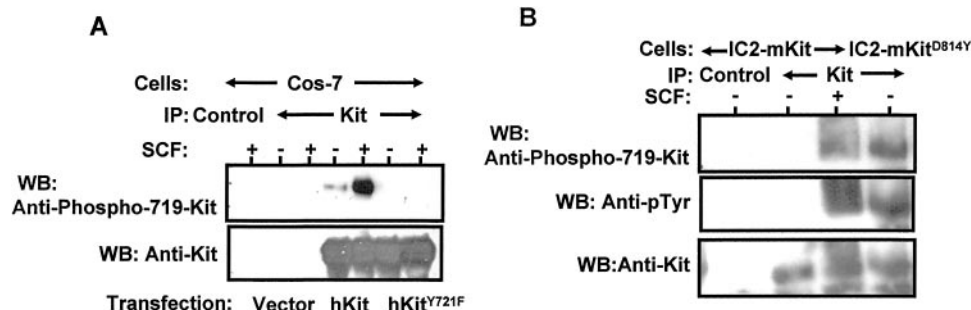 A
Cells: Cos-7
IP: Control Kit
SCF: + - + - + - +
WB:
Anti-Phospho-719-Kit
WB: Anti-Kit
Transfection: Vector hKit hKitY721F
B
Cells: IC2-mKit IC2-mKitD814Y
IP: Control Kit
SCF: - - + -
WB:
Anti-Phospho-719-Kit
WB: Anti-pTyr
WB:Anti-Kit